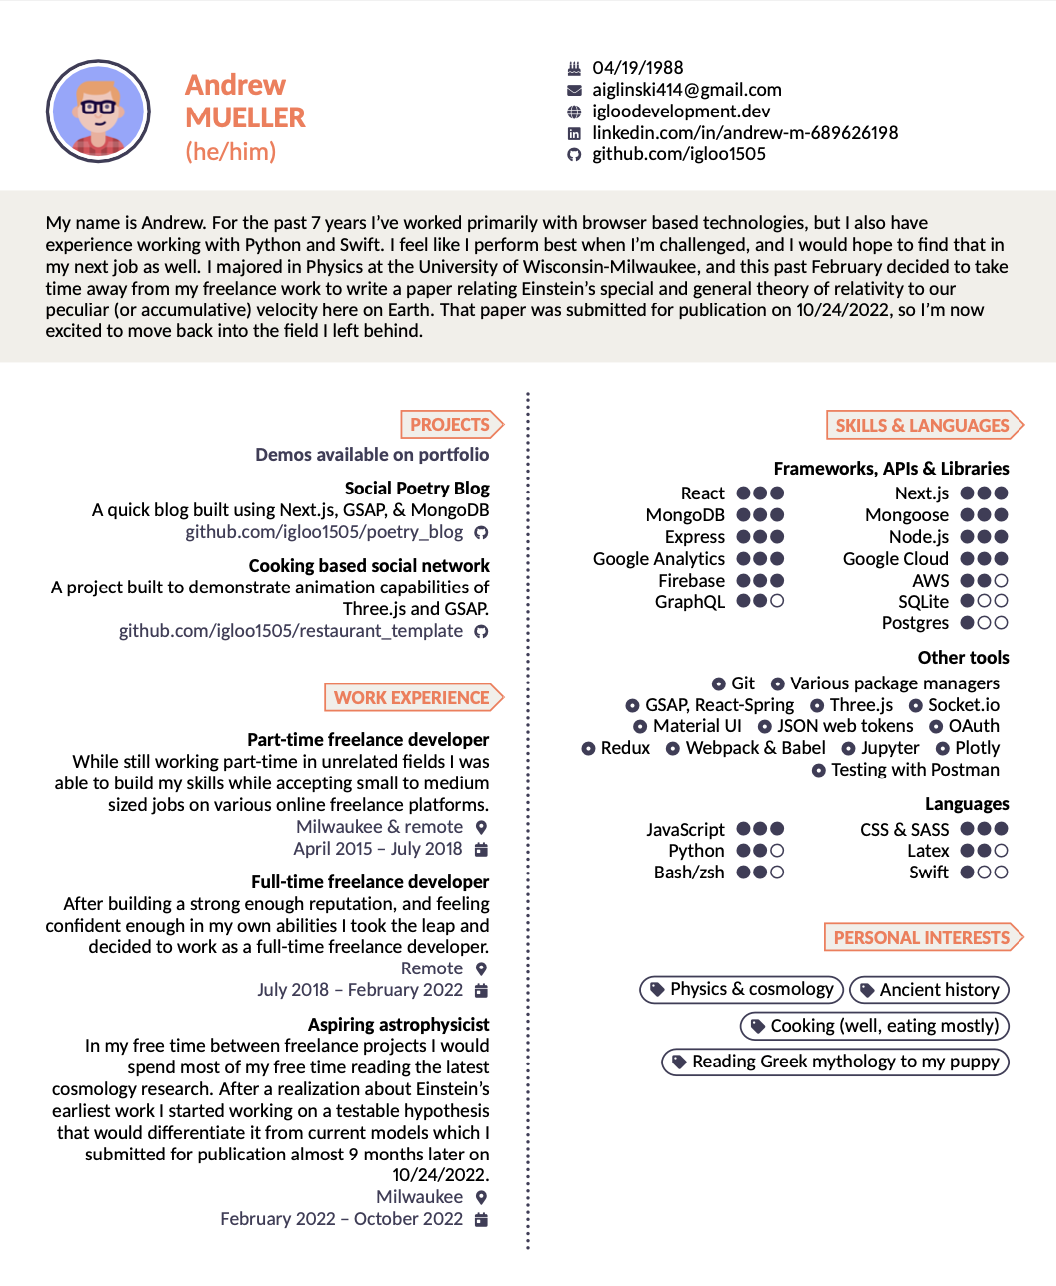 Andrew
MUELLER
(he/him)
04/19/1988
aiglinski414@gmail.com
igloodevelopment.dev
linkedin.com/in/andrew-m-689626198
github.com/igloo1505
My name is Andrew. For the past 7 years I’ve worked primarily with browser based technologies, but I also have
experience working with Python and Swift. I feel like I perform best when I’m challenged, and I would hope to find that in
my next job as well. I majored in Physics at the University of Wisconsin-Milwaukee, and this past February decided to take
time away from my freelance work to write a paper relating Einstein’s special and general theory of relativity to our
peculiar (or accumulative) velocity here on Earth. That paper was submitted for publication on 10/24/2022, so I’m now
excited to move back into the field I left behind.
PROJECTS
Demos available on portfolio
Social Poetry Blog
A quick blog built using Next.js, GSAP, & MongoDB
github.com/igloo1505/poetry_blog
Cooking based social network
A project built to demonstrate animation capabilities of
Three.js and GSAP.
github.com/igloo1505/restaurant_template
WORK EXPERIENCE
Part-time freelance developer
While still working part-time in unrelated fields I was
able to build my skills while accepting small to medium
sized jobs on various online freelance platforms.
Milwaukee & remote
April 2015 – July 2018
Full-time freelance developer
After building a strong enough reputation, and feeling
confident enough in my own abilities I took the leap and
decided to work as a full-time freelance developer.
Remote
July 2018 – February 2022
Aspiring astrophysicist
In my free time between freelance projects I would
spend most of my free time reading the latest
cosmology research. After a realization about Einstein’s
earliest work I started working on a testable hypothesis
that would differentiate it from current models which I
submitted for publication almost 9 months later on
10/24/2022.
Milwaukee
February 2022 – October 2022
SKILLS & LANGUAGES
Frameworks, APIs & Libraries
React Next.js
MongoDB Mongoose
Express Node.js
Google Analytics Google Cloud
Firebase AWS
GraphQL SQLite
Postgres
Other tools
Git Various package managers
GSAP, React-Spring Three.js Socket.io
Material UI JSON web tokens OAuth
Redux Webpack & Babel Jupyter Plotly
Testing with Postman
Languages
JavaScript CSS & SASS
Python Latex
Bash/zsh Swift
PERSONAL INTERESTS
Physics & cosmology Ancient history
Cooking (well, eating mostly)
Reading Greek mythology to my puppy